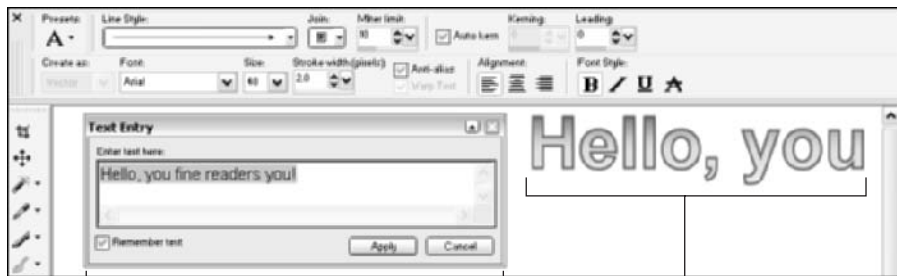 Presets: Line Style: Join: Miter limit: Kerning: Leading:
A 10 Auto kern 0 0
Create as: Font: Size: Stroke width (pixels): Anti-alias Alignment: Font Style:
Vector Arial 60 2.0 Warp Text B I U A
Text Entry
Enter text here:
Hello, you fine readers you!
Remember text Apply Cancel
Hello, you